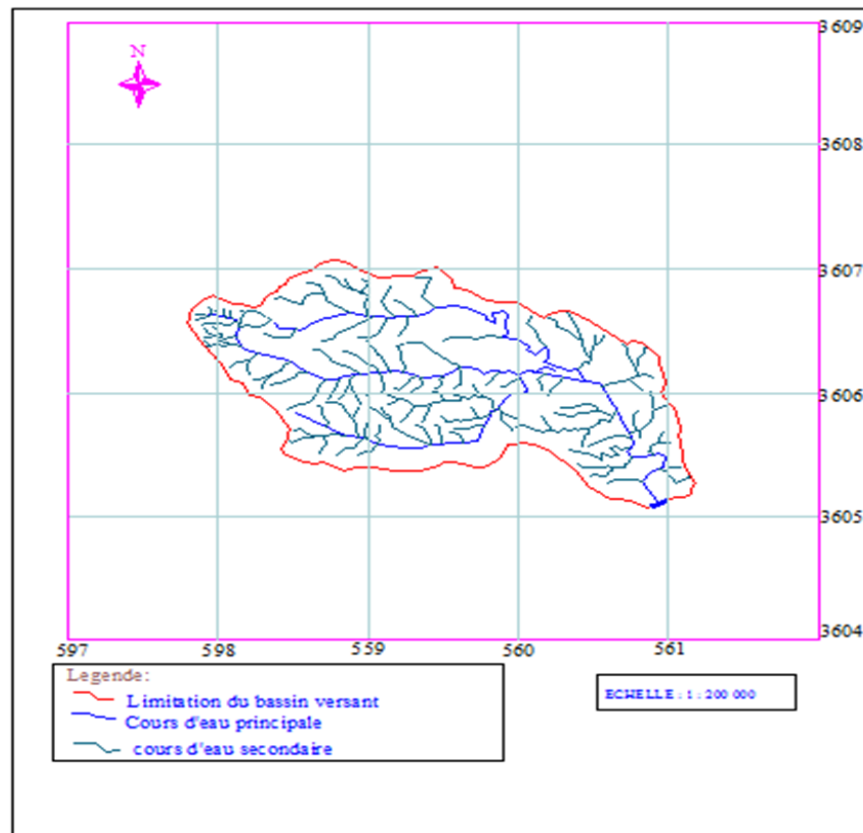 N
3609
3608
3607
3606
3605
3604
597 598 559 560 561
Legende:
Limitation du bassin versant
Cours d'eau principale
cours d'eau secondaire
ECHELLE : 1 : 200 000